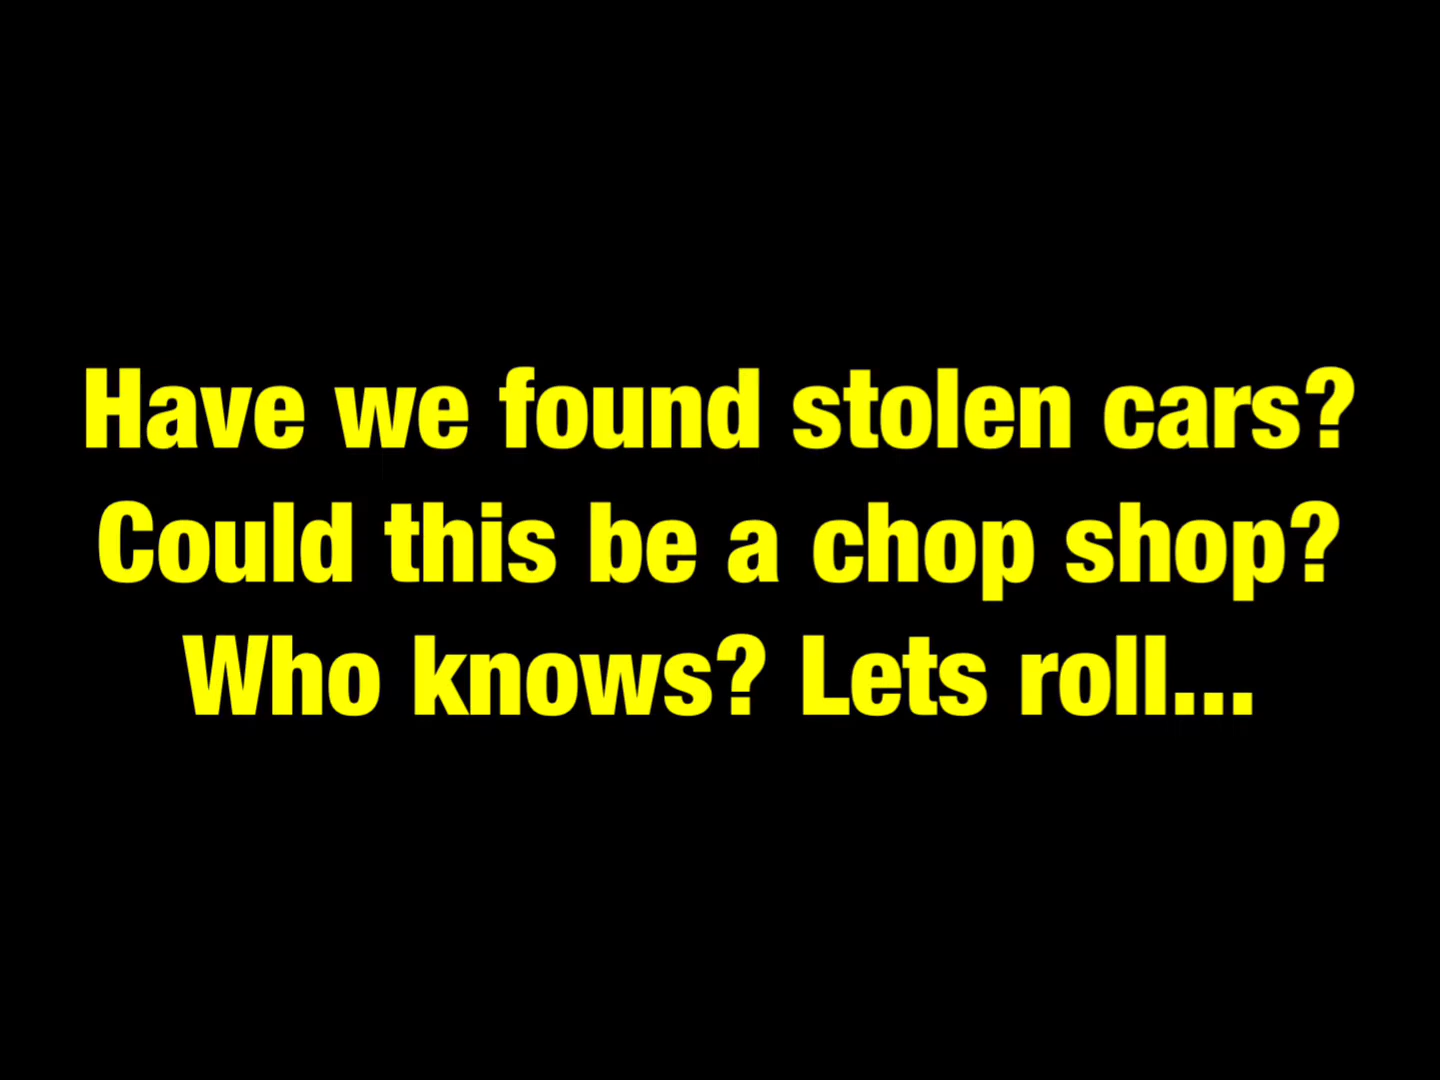 Have we found stolen cars?
Could this be a chop shop?
Who knows? Lets roll...